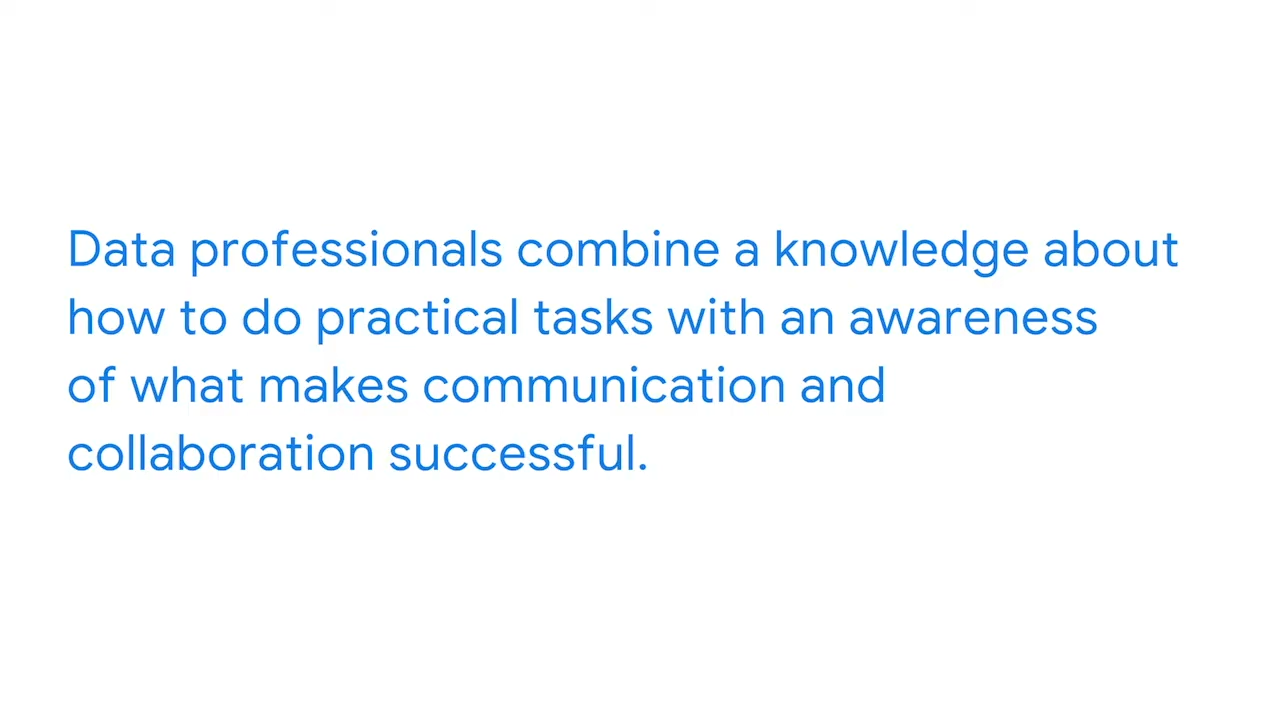 Data professionals combine a knowledge about
how to do practical tasks with an awareness
of what makes communication and
collaboration successful.